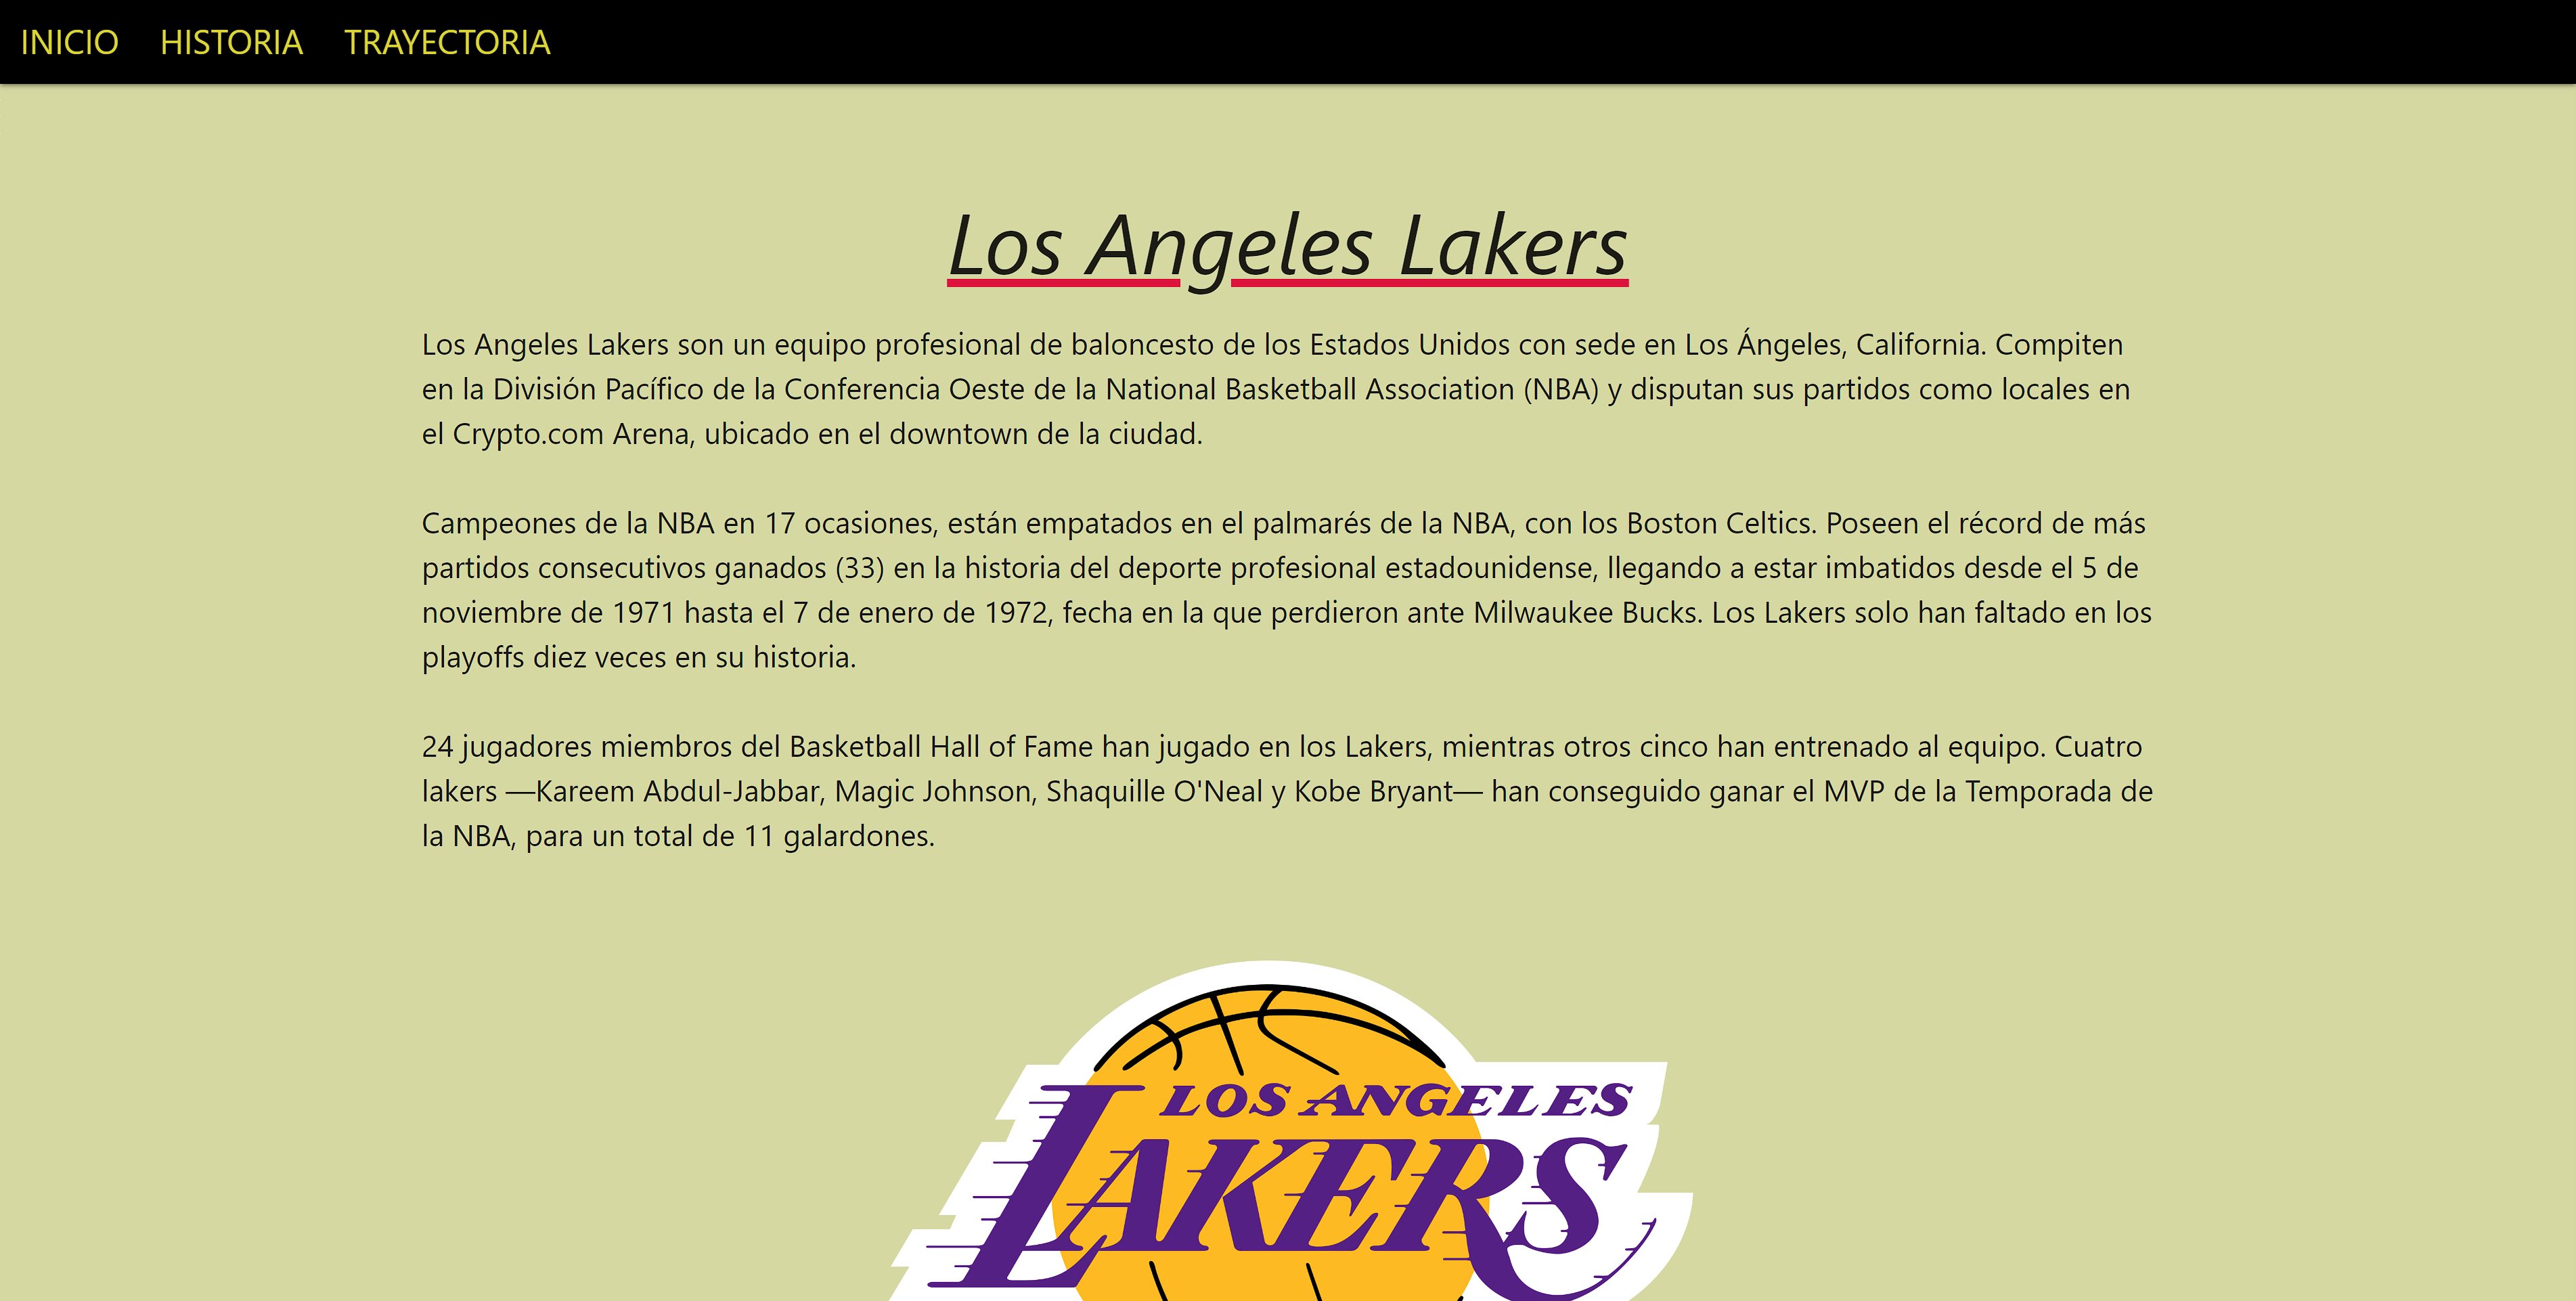 INICIO HISTORIA TRAYECTORIA
Los Angeles Lakers
Los Angeles Lakers son un equipo profesional de baloncesto de los Estados Unidos con sede en Los Ángeles, California. Compiten
en la División Pacífico de la Conferencia Oeste de la National Basketball Association (NBA) y disputan sus partidos como locales en
el Crypto.com Arena, ubicado en el downtown de la ciudad.
Campeones de la NBA en 17 ocasiones, están empatados en el palmarés de la NBA, con los Boston Celtics. Poseen el récord de más
partidos consecutivos ganados (33) en la historia del deporte profesional estadounidense, llegando a estar imbatidos desde el 5 de
noviembre de 1971 hasta el 7 de enero de 1972, fecha en la que perdieron ante Milwaukee Bucks. Los Lakers solo han faltado en los
playoffs diez veces en su historia.
24 jugadores miembros del Basketball Hall of Fame han jugado en los Lakers, mientras otros cinco han entrenado al equipo. Cuatro
lakers —Kareem Abdul-Jabbar, Magic Johnson, Shaquille O'Neal y Kobe Bryant— han conseguido ganar el MVP de la Temporada de
la NBA, para un total de 11 galardones.
LOS ANGELES
LAKERS